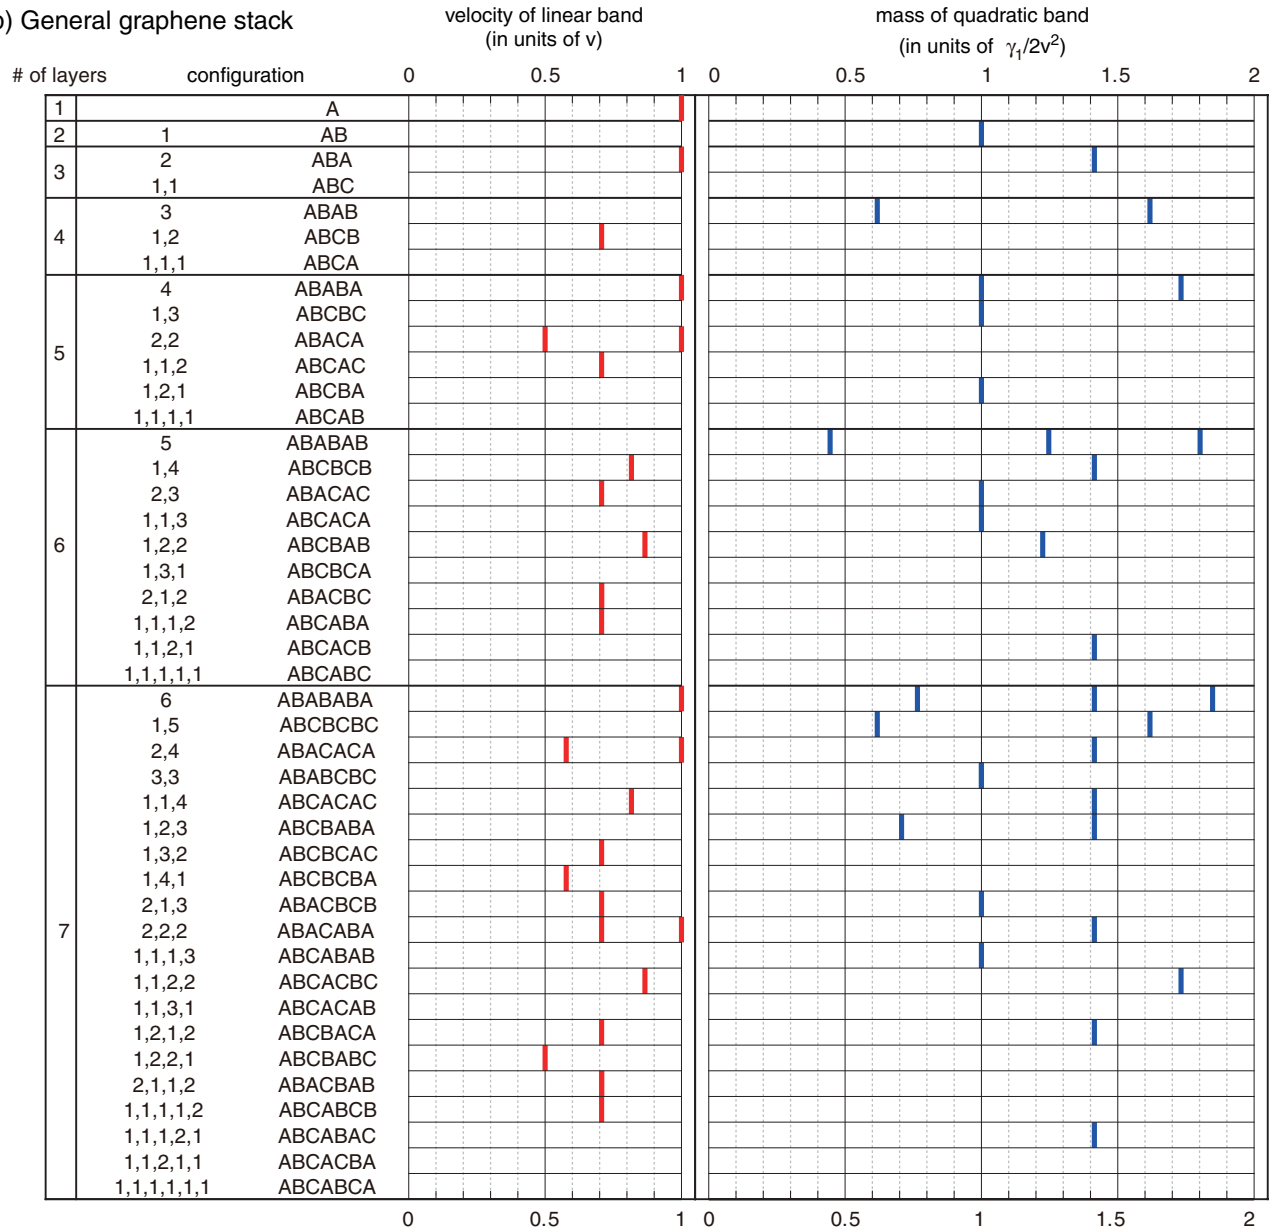 ) General graphene stack
velocity of linear band
(in units of v)
mass of quadratic band
(in units of γ1/2v²)
# of layers configuration 0 0.5 1 0 0.5 1 1.5 2
1 A
2 1 AB
3 2 ABA
1,1 ABC
4 3 ABAB
1,2 ABCB
1,1,1 ABCA
5 4 ABABA
1,3 ABCBC
2,2 ABACA
1,1,2 ABCAC
1,2,1 ABCBA
1,1,1,1 ABCAB
6 5 ABABAB
1,4 ABCBCB
2,3 ABACAC
1,1,3 ABCACA
1,2,2 ABCBAB
1,3,1 ABCBCA
2,1,2 ABACBC
1,1,1,2 ABCABA
1,1,2,1 ABCACB
1,1,1,1,1 ABCABC
7 6 ABABABA
1,5 ABCBCBC
2,4 ABACACA
3,3 ABABCBC
1,1,4 ABCACAC
1,2,3 ABCBABA
1,3,2 ABCBCAC
1,4,1 ABCBCBA
2,1,3 ABACBCB
2,2,2 ABACABA
1,1,1,3 ABCABAB
1,1,2,2 ABCACBC
1,1,3,1 ABCACAB
1,2,1,2 ABCBACA
1,2,2,1 ABCBABC
2,1,1,2 ABACBAB
1,1,1,1,2 ABCABCB
1,1,1,2,1 ABCABAC
1,1,2,1,1 ABCACBA
1,1,1,1,1,1 ABCABCA
0 0.5 1 0 0.5 1 1.5 2